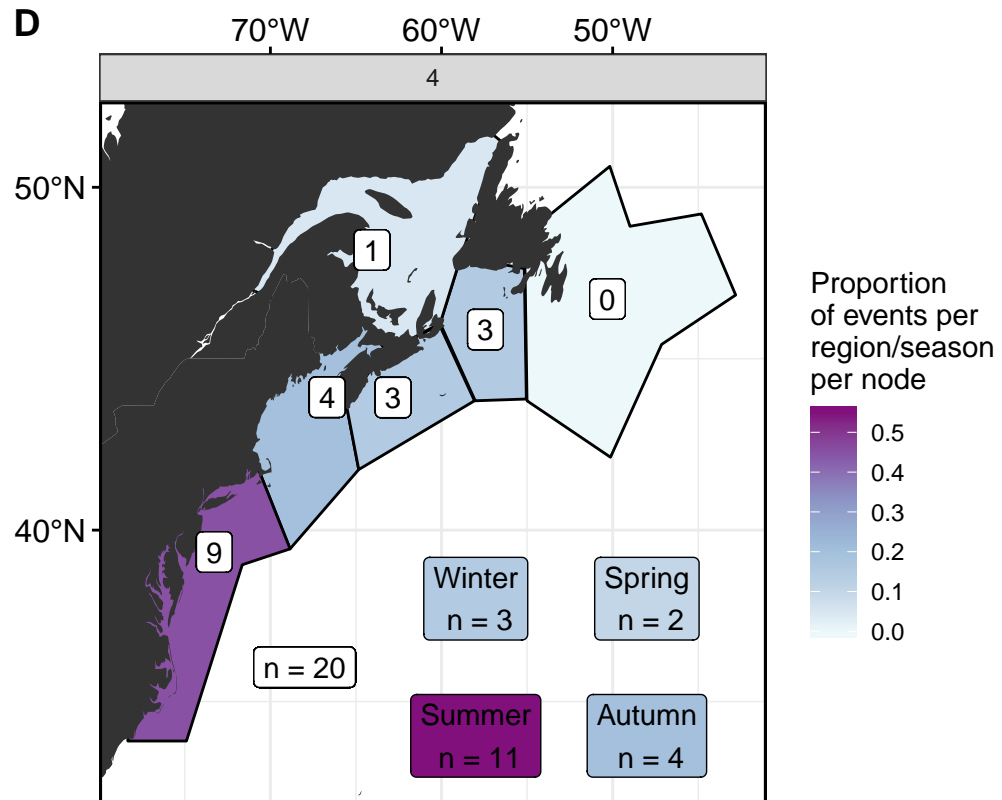 D
70°W 60°W 50°W
4
50°N
40°N
1
0
3
4
3
9
n = 20
Winter
n = 3
Spring
n = 2
Summer
n = 11
Autumn
n = 4
Proportion
of events per
region/season
per node
0.5
0.4
0.3
0.2
0.1
0.0